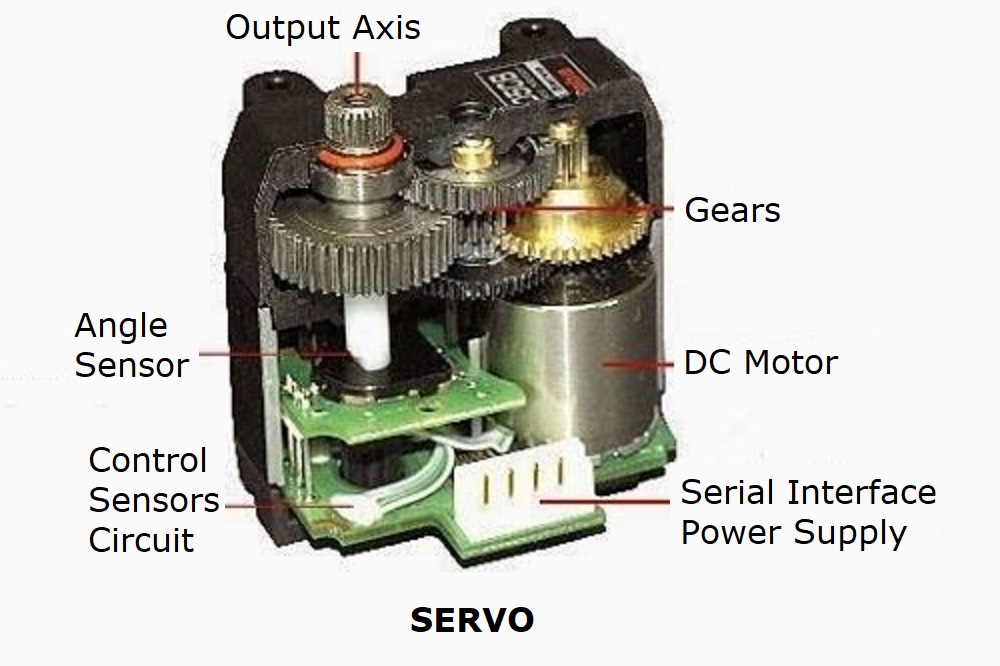 Output Axis
Gears
Angle
Sensor
DC Motor
Control
Sensors
Circuit
Serial Interface
Power Supply
SERVO